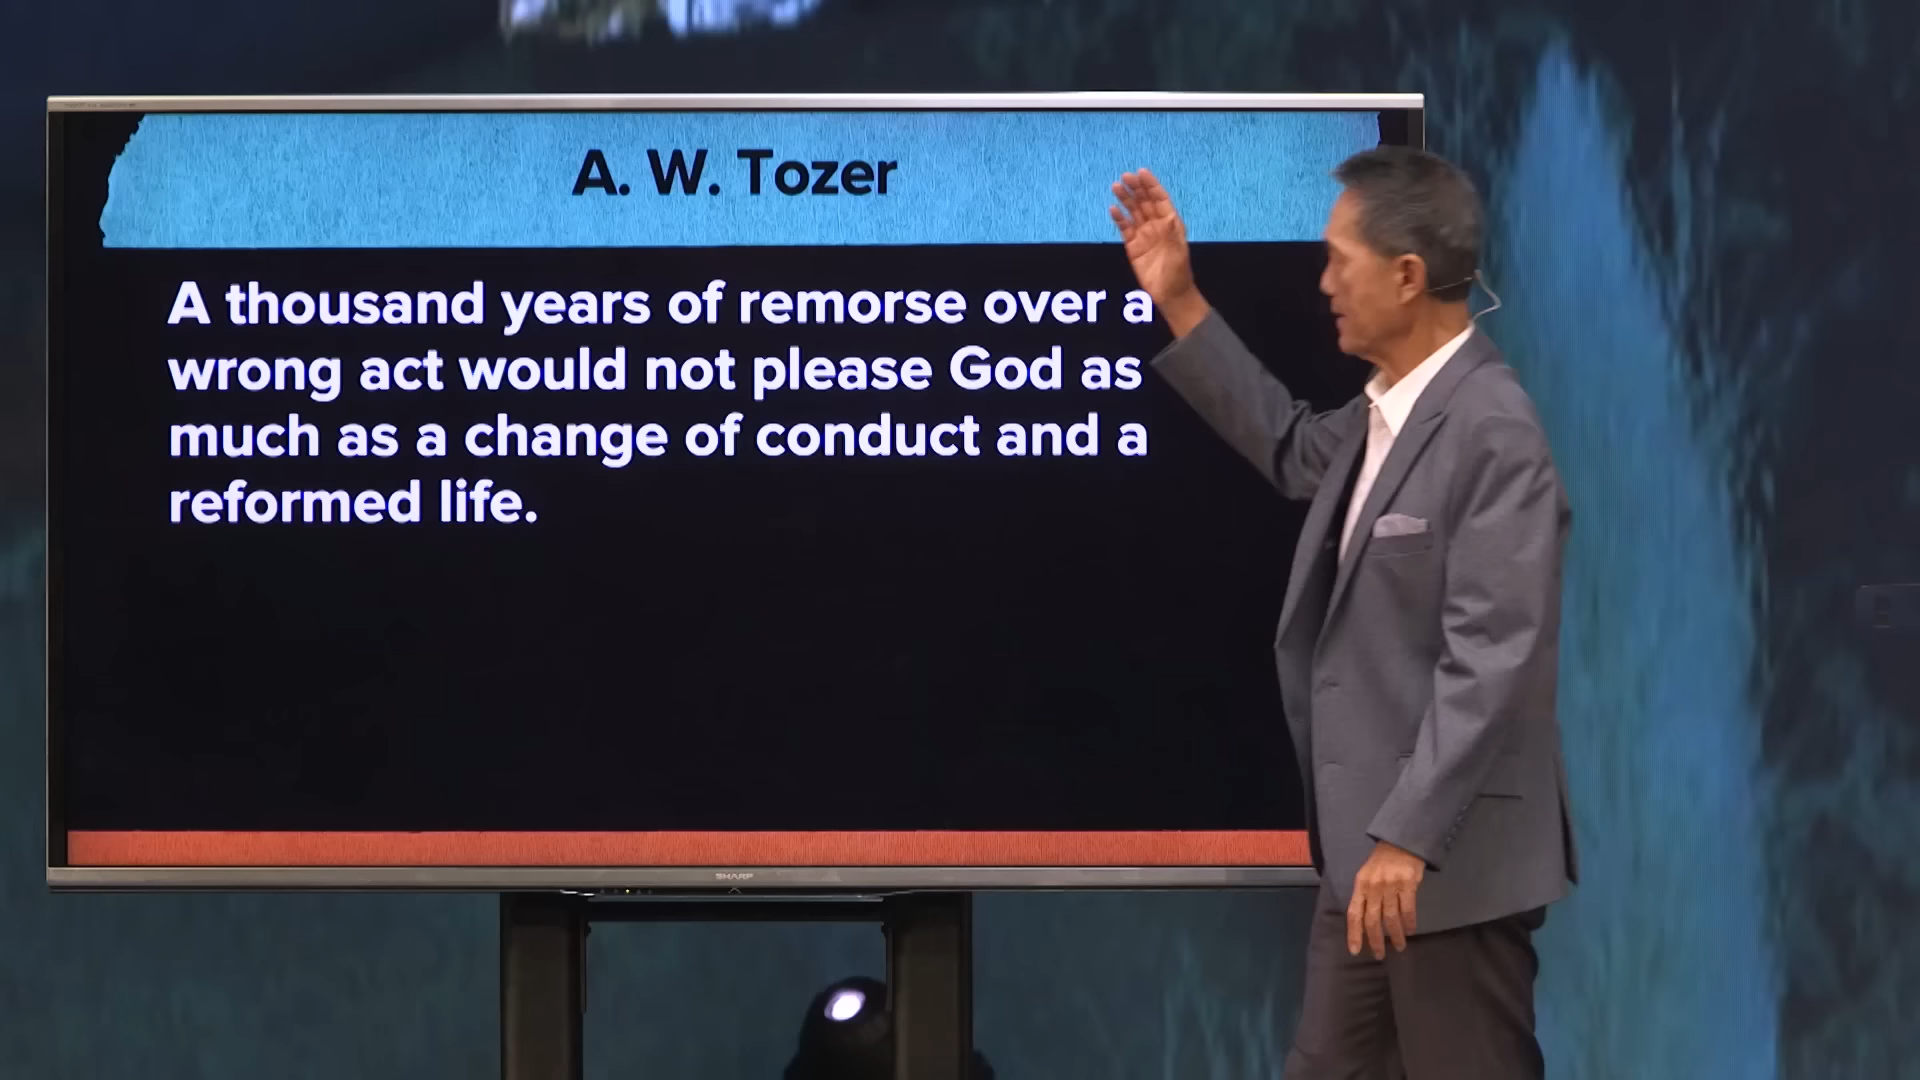 A. W. Tozer
A thousand years of remorse over a
wrong act would not please God as
much as a change of conduct and a
reformed life.
SHARP